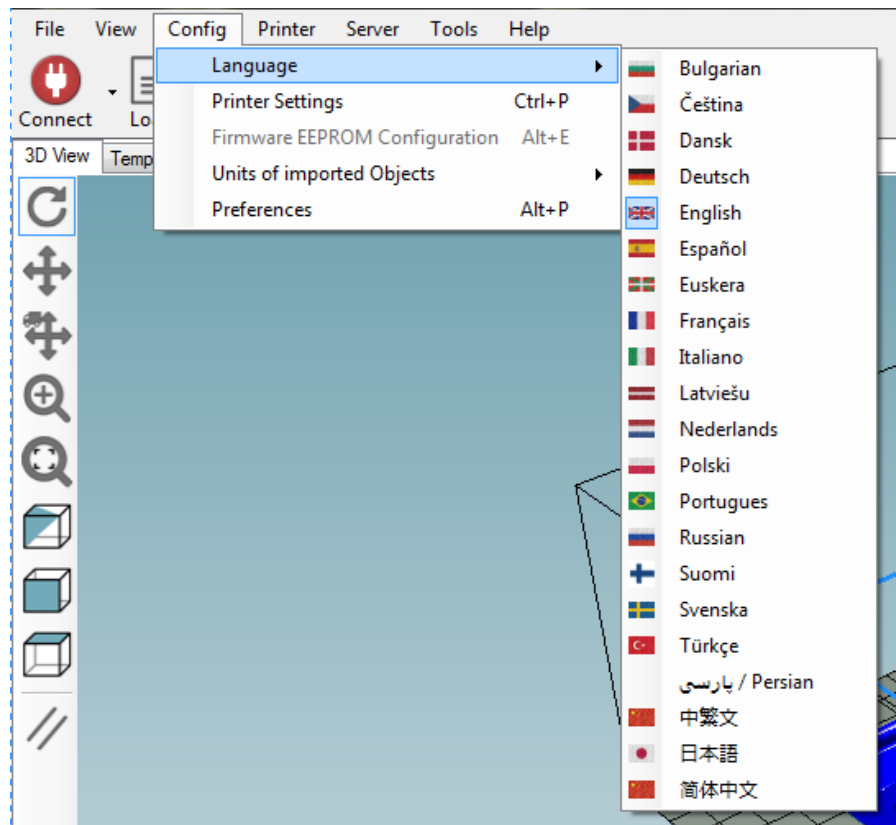 File View Config Printer Server Tools Help
Language
Printer Settings Ctrl+P
Firmware EEPROM Configuration Alt+E
Units of imported Objects
Preferences Alt+P
Connect
Lo
3D View Temp
Bulgarian
Čeština
Dansk
Deutsch
English
Español
Euskera
Français
Italiano
Latviešu
Nederlands
Polski
Portugues
Russian
Suomi
Svenska
Türkçe
پارسی / Persian
中繁文
日本語
简体中文